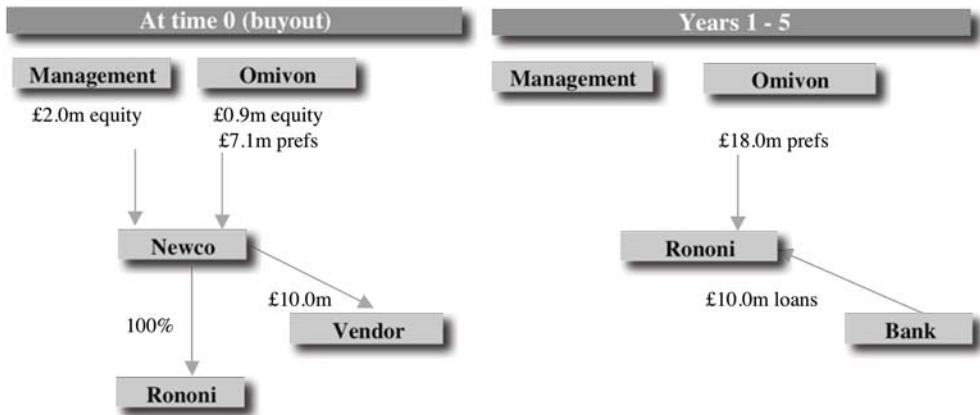 At time 0 (buyout)
Management
Omivon
£2.0m equity
£0.9m equity
£7.1m prefs
Newco
£10.0m
100%
Vendor
Rononi
Years 1 - 5
Management
Omivon
£18.0m prefs
Rononi
£10.0m loans
Bank